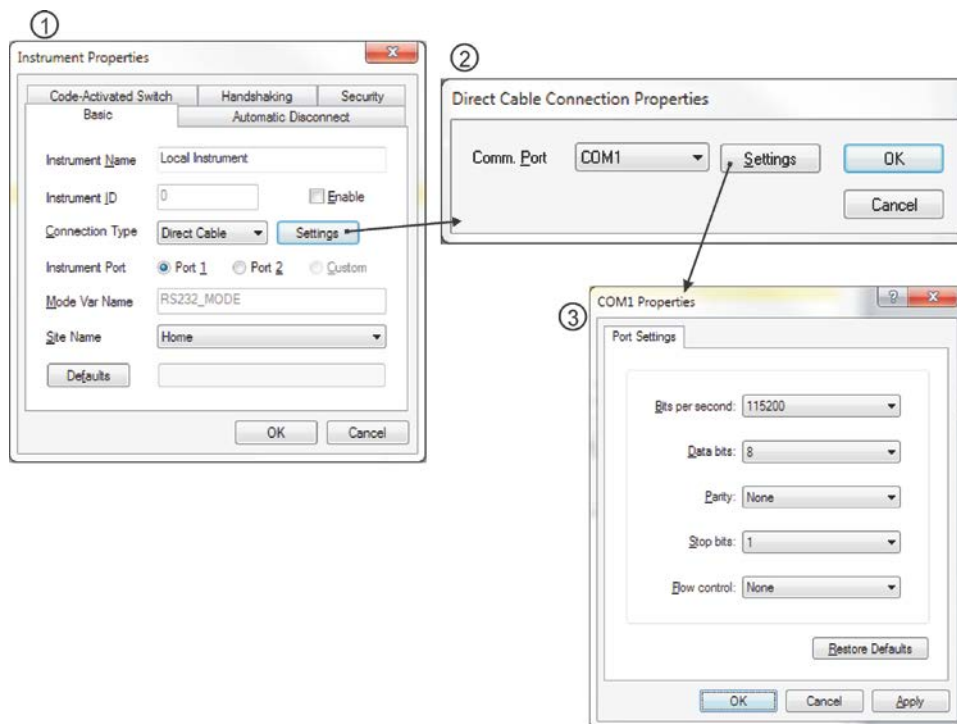 ①
Instrument Properties
Code-Activated Switch Handshaking Security
Basic Automatic Disconnect
Instrument Name Local Instrument
Instrument ID 0 Enable
Connection Type Direct Cable Settings
Instrument Port Port 1 Port 2 Custom
Mode Var Name RS232_MODE
Site Name Home
Defaults
OK Cancel
②
Direct Cable Connection Properties
Comm. Port COM1 Settings OK
Cancel
③
COM1 Properties
Port Settings
Bits per second: 115200
Data bits: 8
Parity: None
Stop bits: 1
Flow control: None
Restore Defaults
OK Cancel Apply